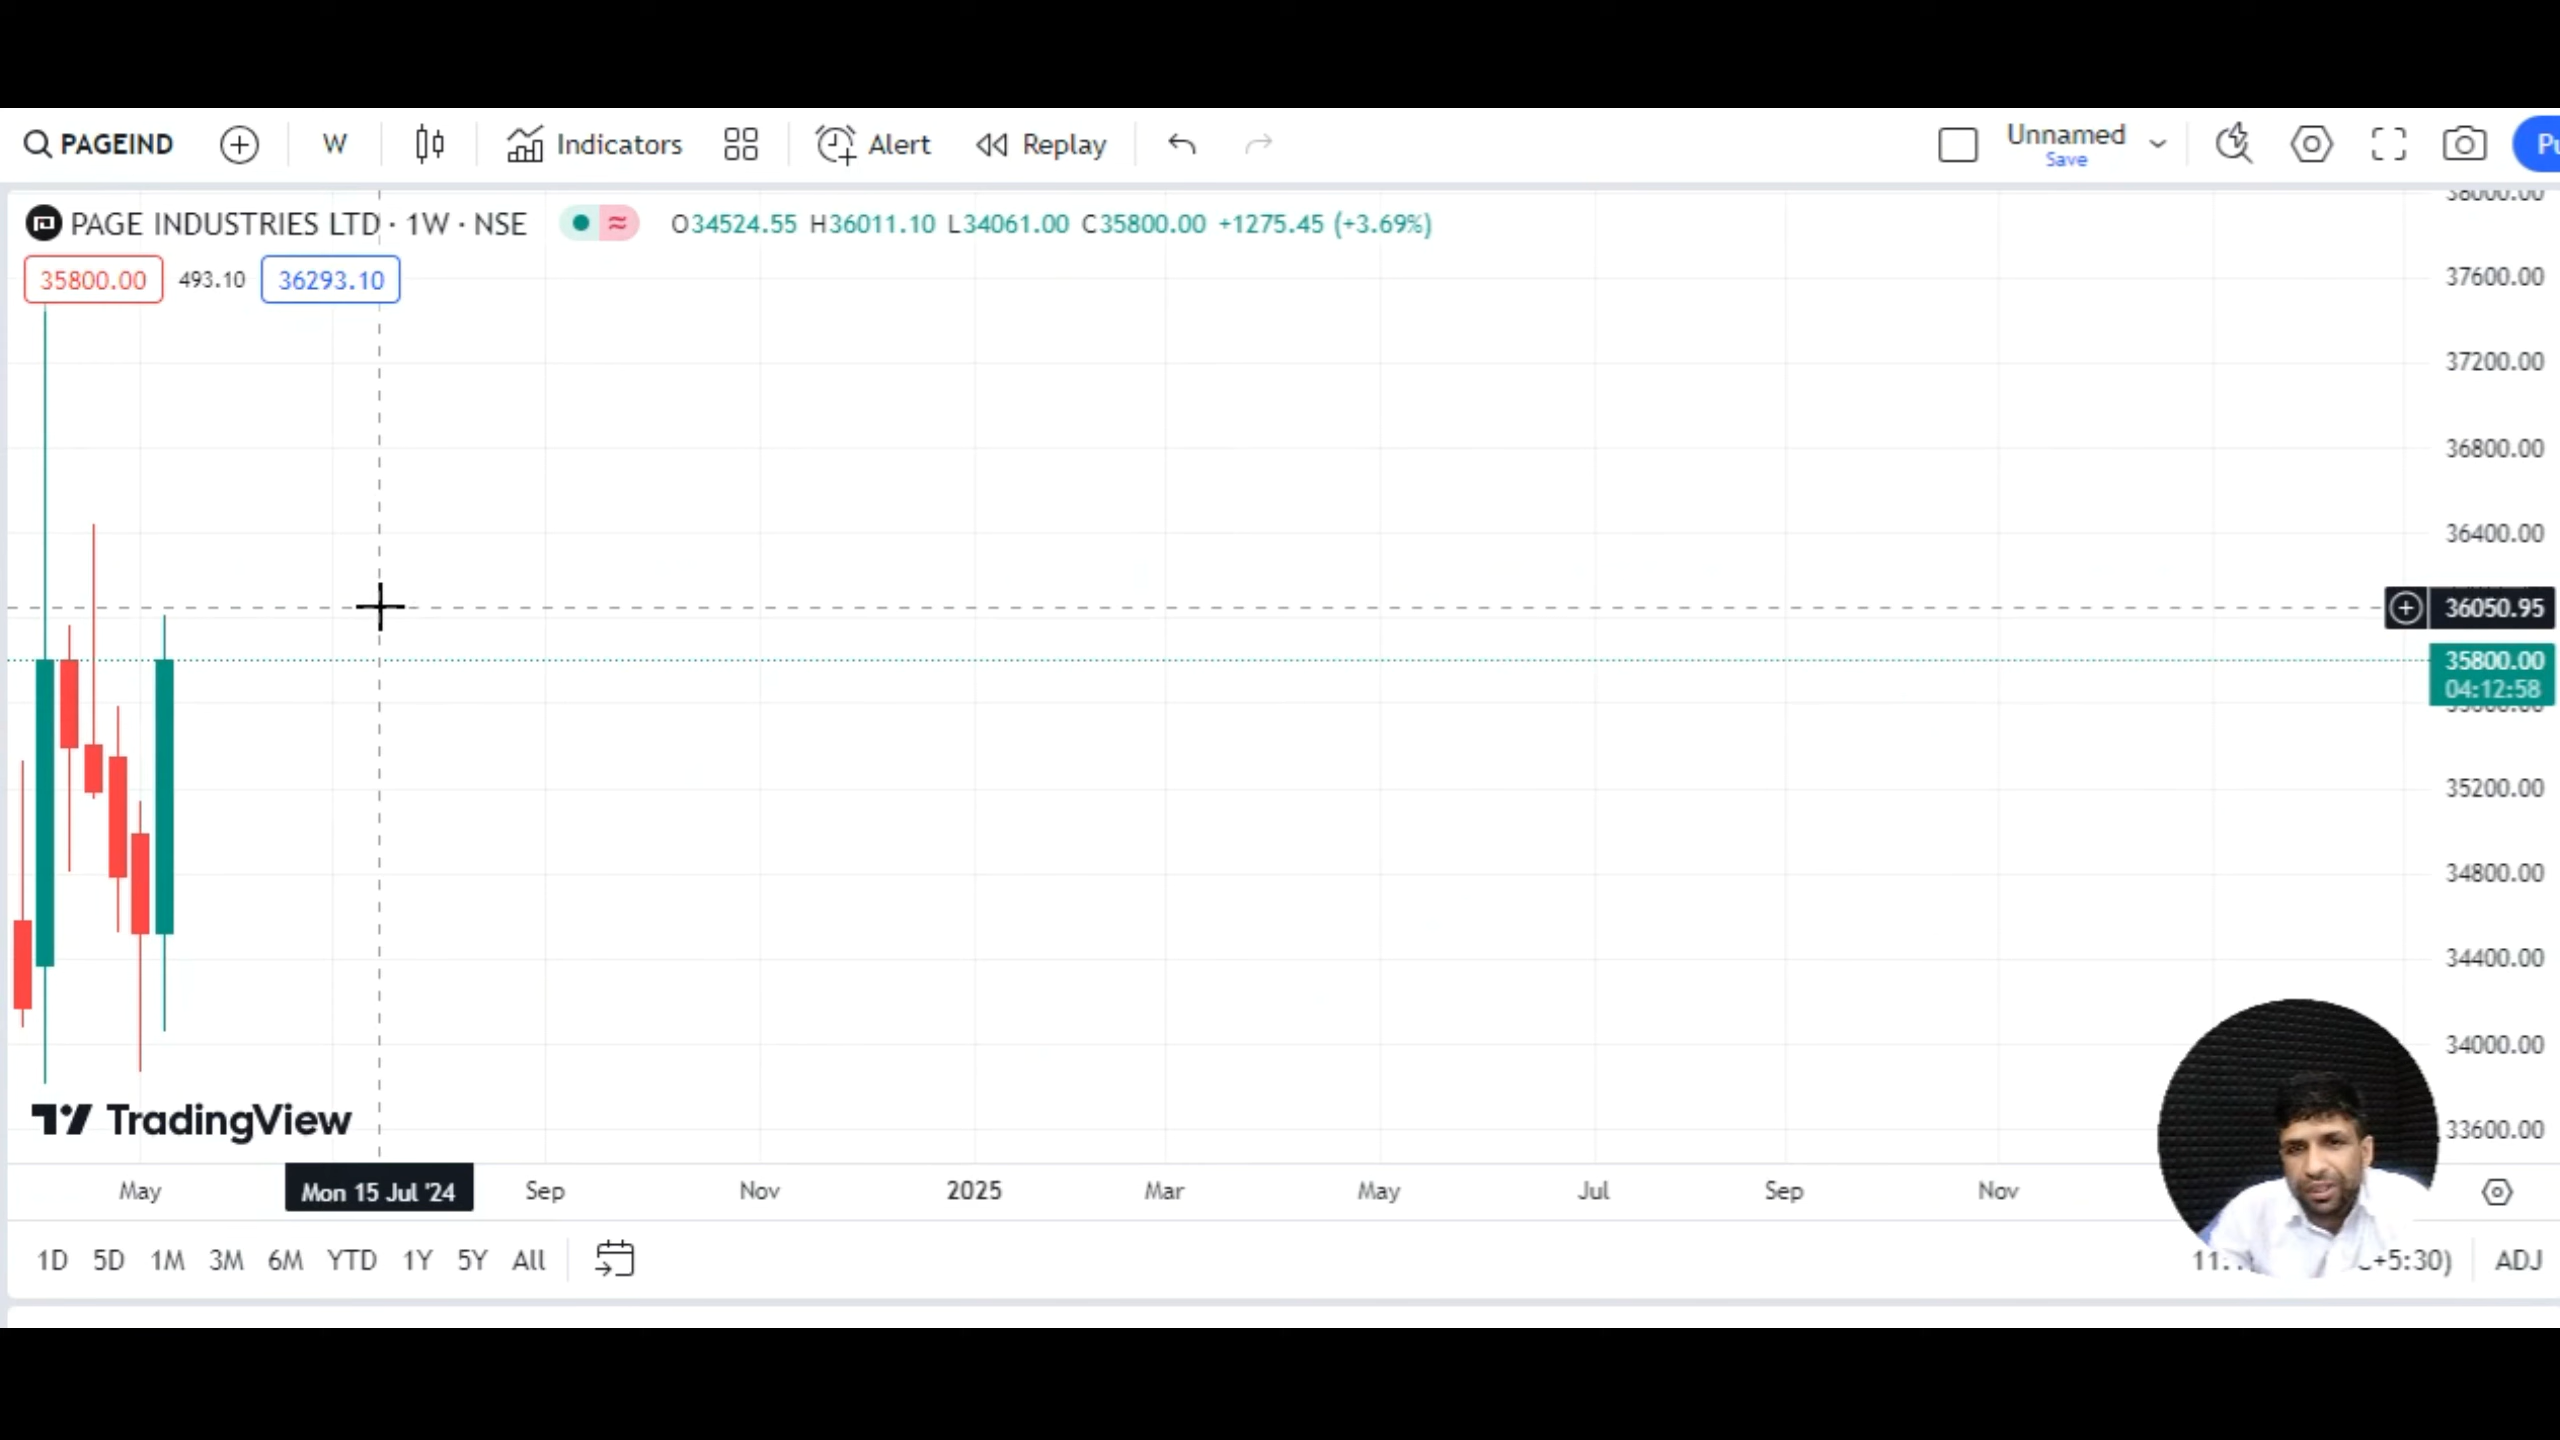 PAGEIND W Indicators Alert Replay Unnamed
Save
38000.00
PAGE INDUSTRIES LTD · 1W · NSE ≈ O34524.55 H36011.10 L34061.00 C35800.00 +1275.45 (+3.69%)
35800.00 493.10 36293.10
37600.00
37200.00
36800.00
36400.00
36050.95
35800.00
04:12:58
35200.00
34800.00
34400.00
34000.00
TradingView
33600.00
May Mon 15 Jul '24 Sep Nov 2025 Mar May Jul Sep Nov
1D 5D 1M 3M 6M YTD 1Y 5Y All +5:30) ADJ